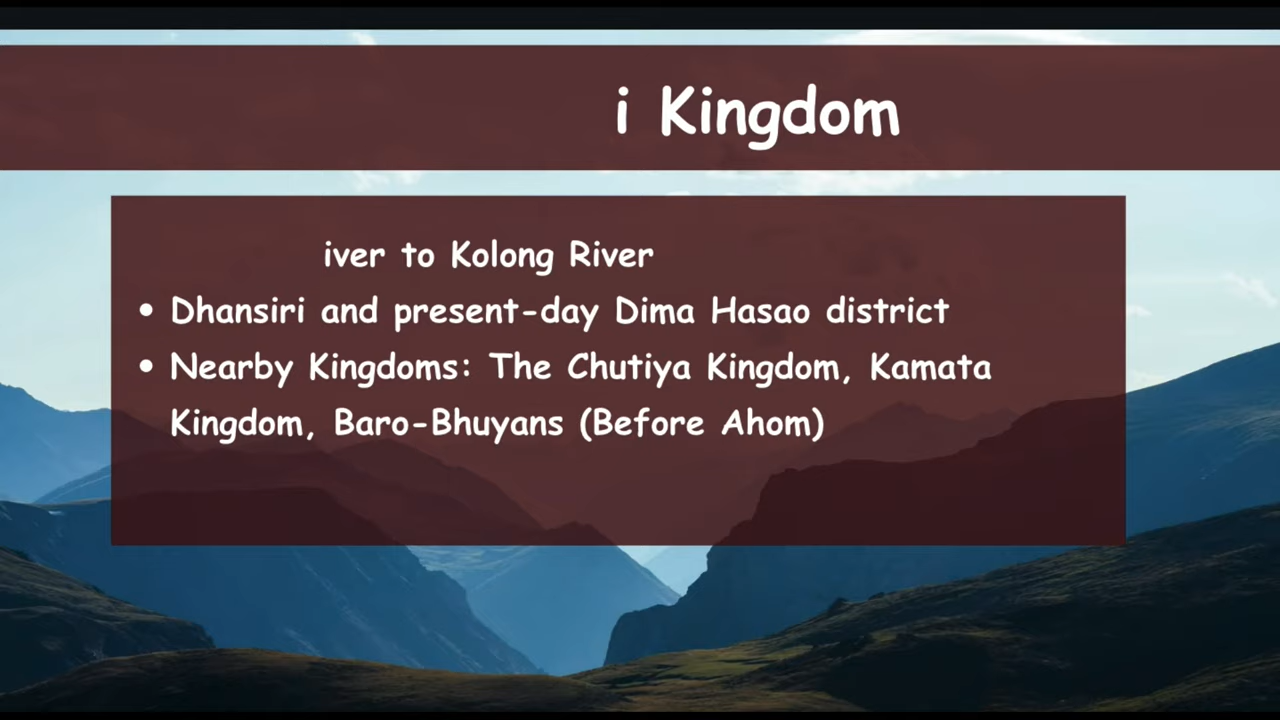 i Kingdom
iver to Kolong River
• Dhansiri and present-day Dima Hasao district
• Nearby Kingdoms: The Chutiya Kingdom, Kamata
Kingdom, Baro-Bhuyans (Before Ahom)